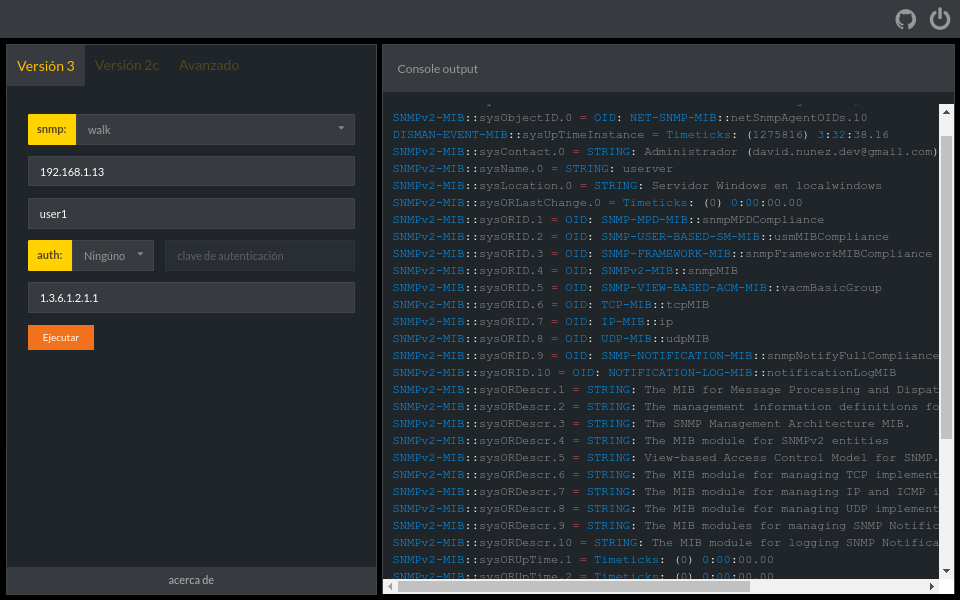 Versión 3 Versión 2c Avanzado
snmp: walk
192.168.1.13
user1
auth: Ningúno clave de autenticación
1.3.6.1.2.1.1
Ejecutar
acerca de
Console output
SNMPv2-MIB::sysObjectID.0 = OID: NET-SNMP-MIB::netSnmpAgentOIDs.10
DISMAN-EVENT-MIB::sysUpTimeInstance = Timeticks: (1275816) 3:32:38.16
SNMPv2-MIB::sysContact.0 = STRING: Administrador (david.nunez.dev@gmail.com)
SNMPv2-MIB::sysName.0 = STRING: userver
SNMPv2-MIB::sysLocation.0 = STRING: Servidor Windows en localwindows
SNMPv2-MIB::sysORLastChange.0 = Timeticks: (0) 0:00:00.00
SNMPv2-MIB::sysORID.1 = OID: SNMP-MPD-MIB::snmpMPDCompliance
SNMPv2-MIB::sysORID.2 = OID: SNMP-USER-BASED-SM-MIB::usmMIBCompliance
SNMPv2-MIB::sysORID.3 = OID: SNMP-FRAMEWORK-MIB::snmpFrameworkMIBCompliance
SNMPv2-MIB::sysORID.4 = OID: SNMPv2-MIB::snmpMIB
SNMPv2-MIB::sysORID.5 = OID: SNMP-VIEW-BASED-ACM-MIB::vacmBasicGroup
SNMPv2-MIB::sysORID.6 = OID: TCP-MIB::tcpMIB
SNMPv2-MIB::sysORID.7 = OID: IP-MIB::ip
SNMPv2-MIB::sysORID.8 = OID: UDP-MIB::udpMIB
SNMPv2-MIB::sysORID.9 = OID: SNMP-NOTIFICATION-MIB::snmpNotifyFullCompliance
SNMPv2-MIB::sysORID.10 = OID: NOTIFICATION-LOG-MIB::notificationLogMIB
SNMPv2-MIB::sysORDescr.1 = STRING: The MIB for Message Processing and Dispat
SNMPv2-MIB::sysORDescr.2 = STRING: The management information definitions fo
SNMPv2-MIB::sysORDescr.3 = STRING: The SNMP Management Architecture MIB.
SNMPv2-MIB::sysORDescr.4 = STRING: The MIB module for SNMPv2 entities
SNMPv2-MIB::sysORDescr.5 = STRING: View-based Access Control Model for SNMP.
SNMPv2-MIB::sysORDescr.6 = STRING: The MIB module for managing TCP implement
SNMPv2-MIB::sysORDescr.7 = STRING: The MIB module for managing IP and ICMP i
SNMPv2-MIB::sysORDescr.8 = STRING: The MIB module for managing UDP implement
SNMPv2-MIB::sysORDescr.9 = STRING: The MIB modules for managing SNMP Notific
SNMPv2-MIB::sysORDescr.10 = STRING: The MIB module for logging SNMP Notifica
SNMPv2-MIB::sysORUpTime.1 = Timeticks: (0) 0:00:00.00
SNMPv2-MIB::sysORUpTime.2 = Timeticks: (0) 0:00:00.00